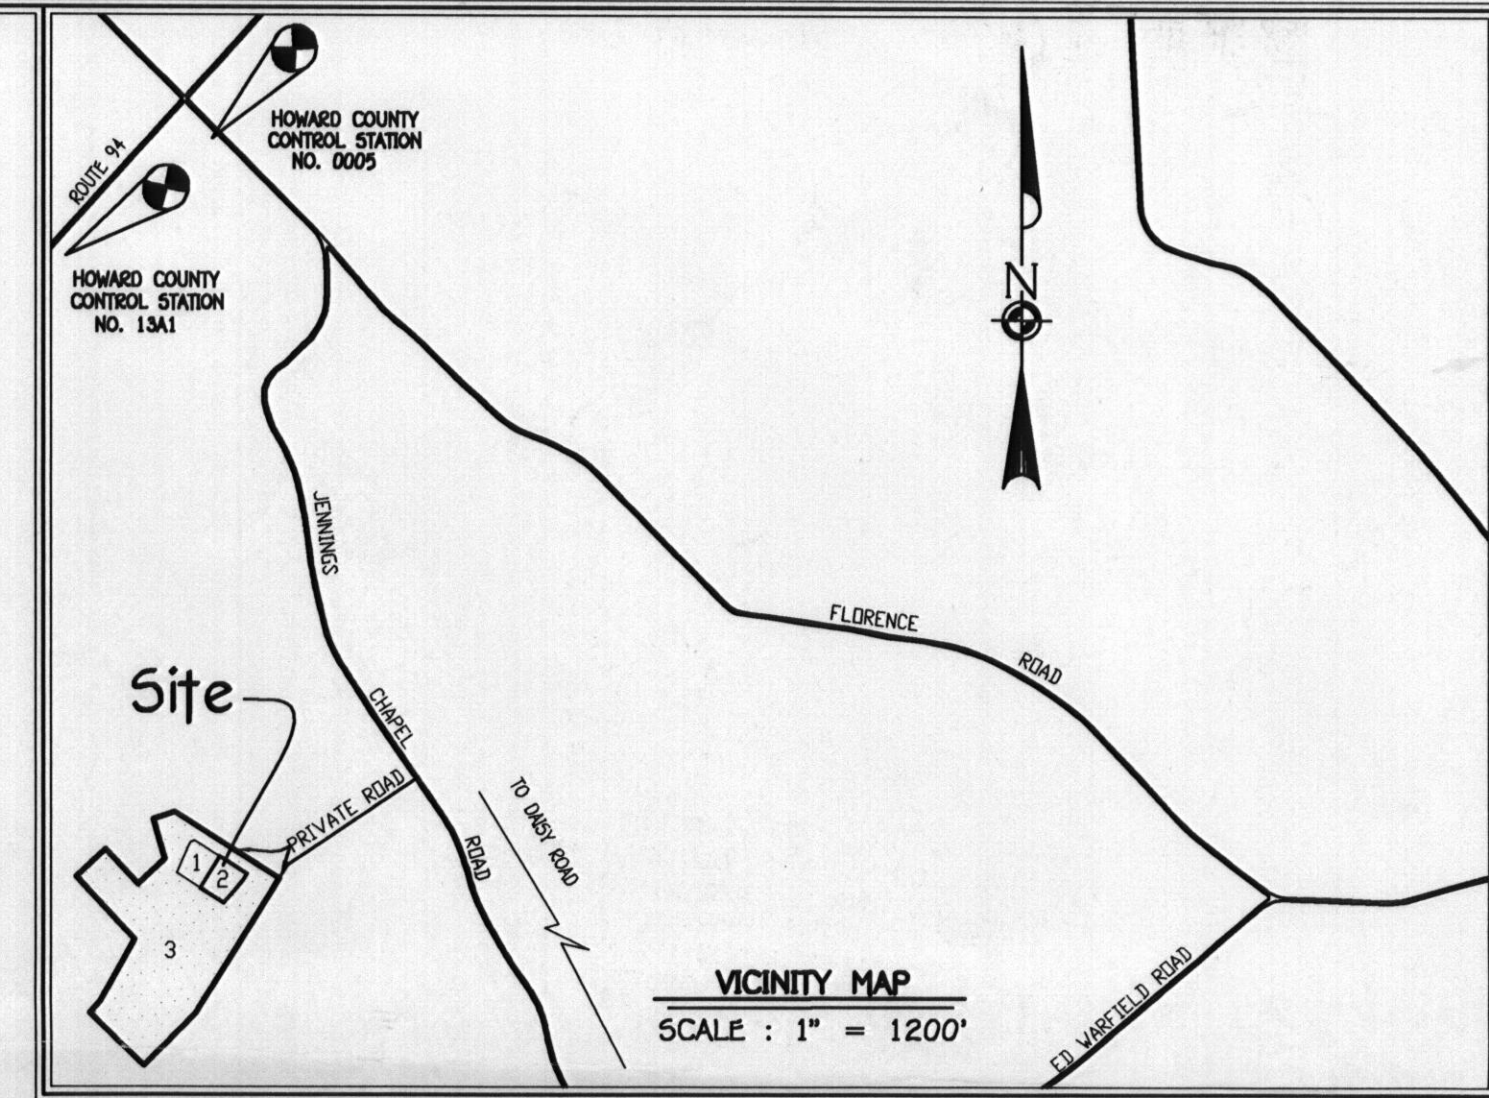 HOWARD COUNTY
CONTROL STATION
NO. 0005
ROUTE 94
HOWARD COUNTY
CONTROL STATION
NO. 13A1
N
JENNINGS
CHAPEL
ROAD
FLORENCE
ROAD
Site
PRIVATE ROAD
TO DAISY ROAD
1
2
3
VICINITY MAP
SCALE : 1" = 1200'
ED WARFIELD ROAD